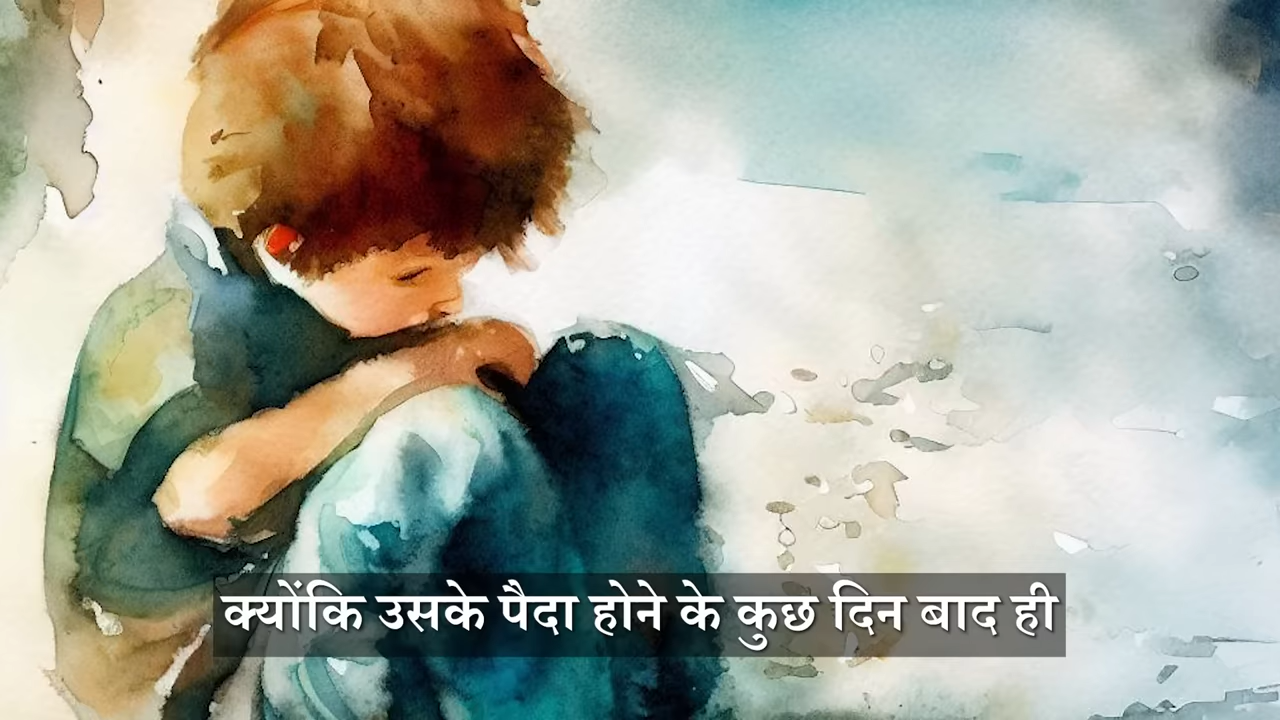 क्योंकि उसके पैदा होने के कुछ दिन बाद ही